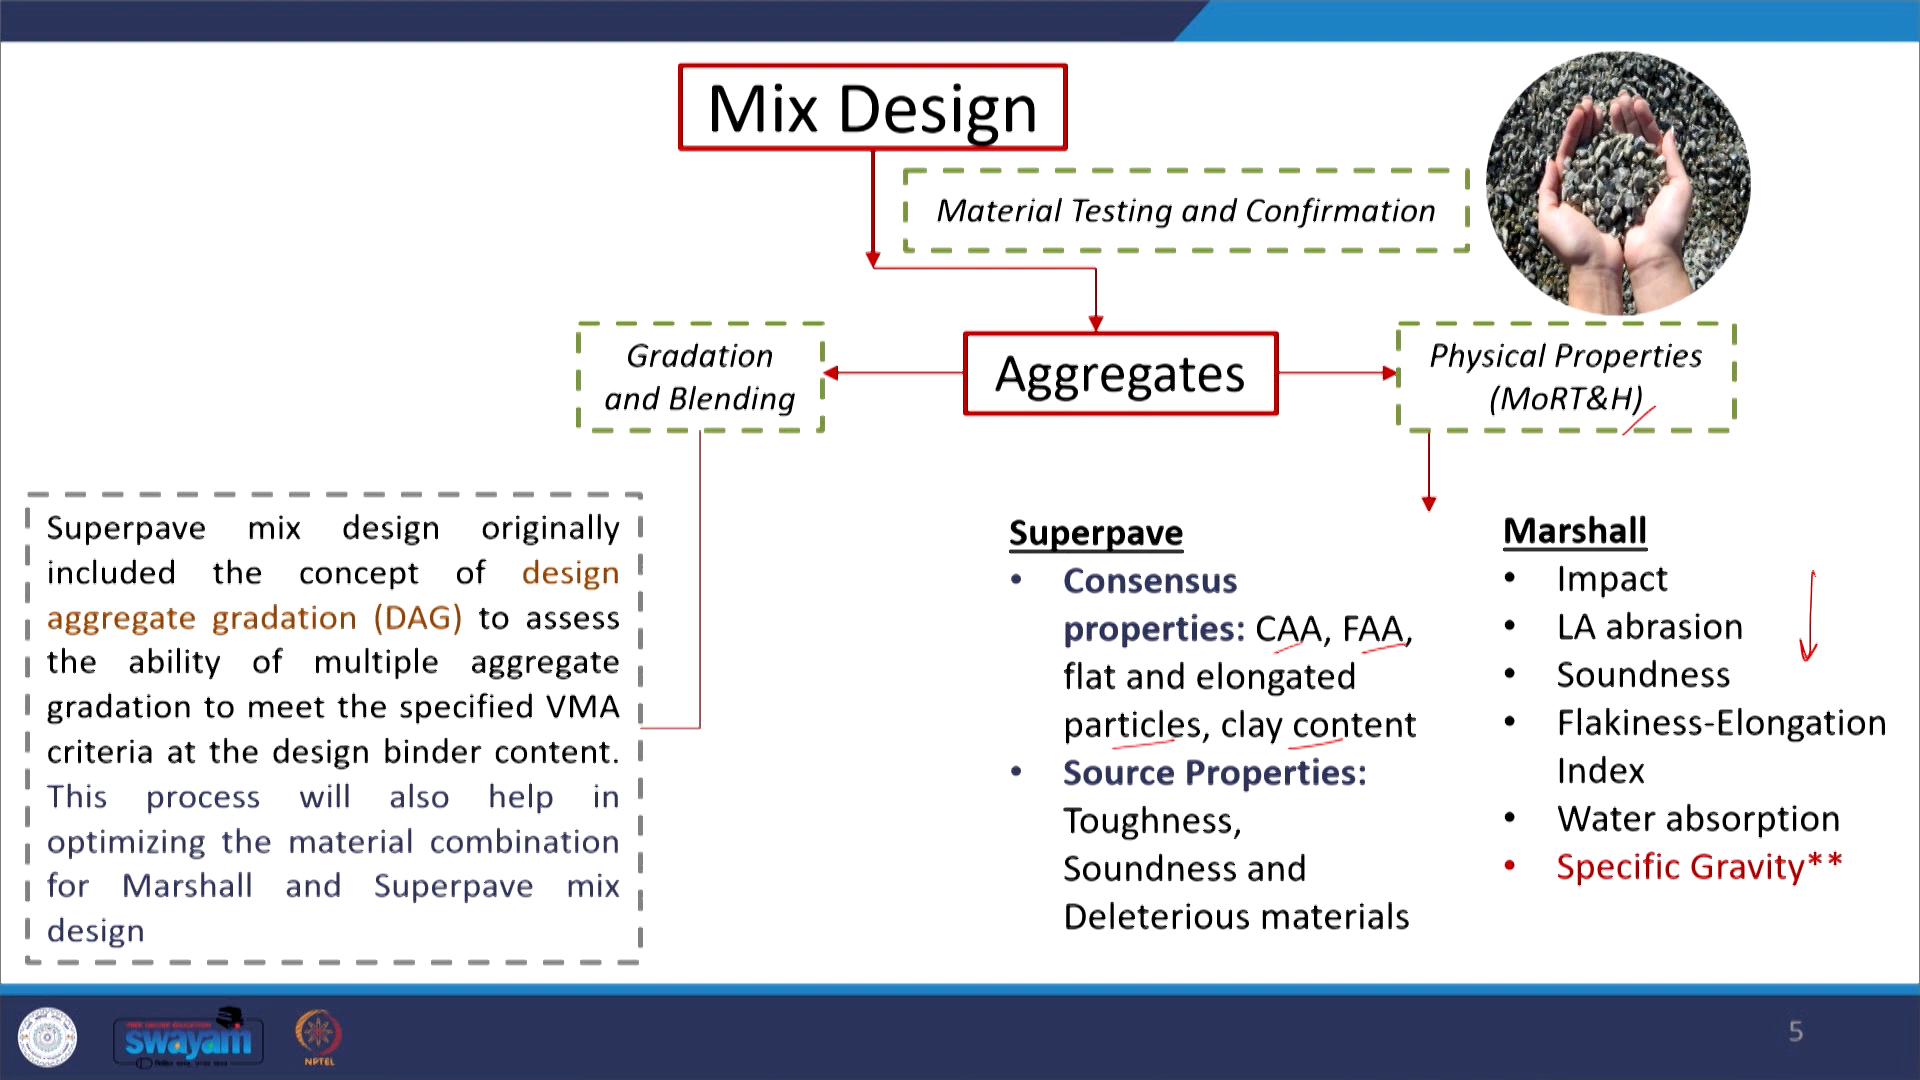 Mix Design
Material Testing and Confirmation
Gradation
and Blending
Aggregates
Physical Properties
(MoRT&H)
Superpave mix design originally
included the concept of design
aggregate gradation (DAG) to assess
the ability of multiple aggregate
gradation to meet the specified VMA
criteria at the design binder content.
This process will also help in
optimizing the material combination
for Marshall and Superpave mix
design
Superpave
• Consensus
properties: CAA, FAA,
flat and elongated
particles, clay content
• Source Properties:
Toughness,
Soundness and
Deleterious materials
Marshall
• Impact
• LA abrasion
• Soundness
• Flakiness-Elongation
Index
• Water absorption
• Specific Gravity**
FREE ONLINE EDUCATION
swayam
NPTEL
5